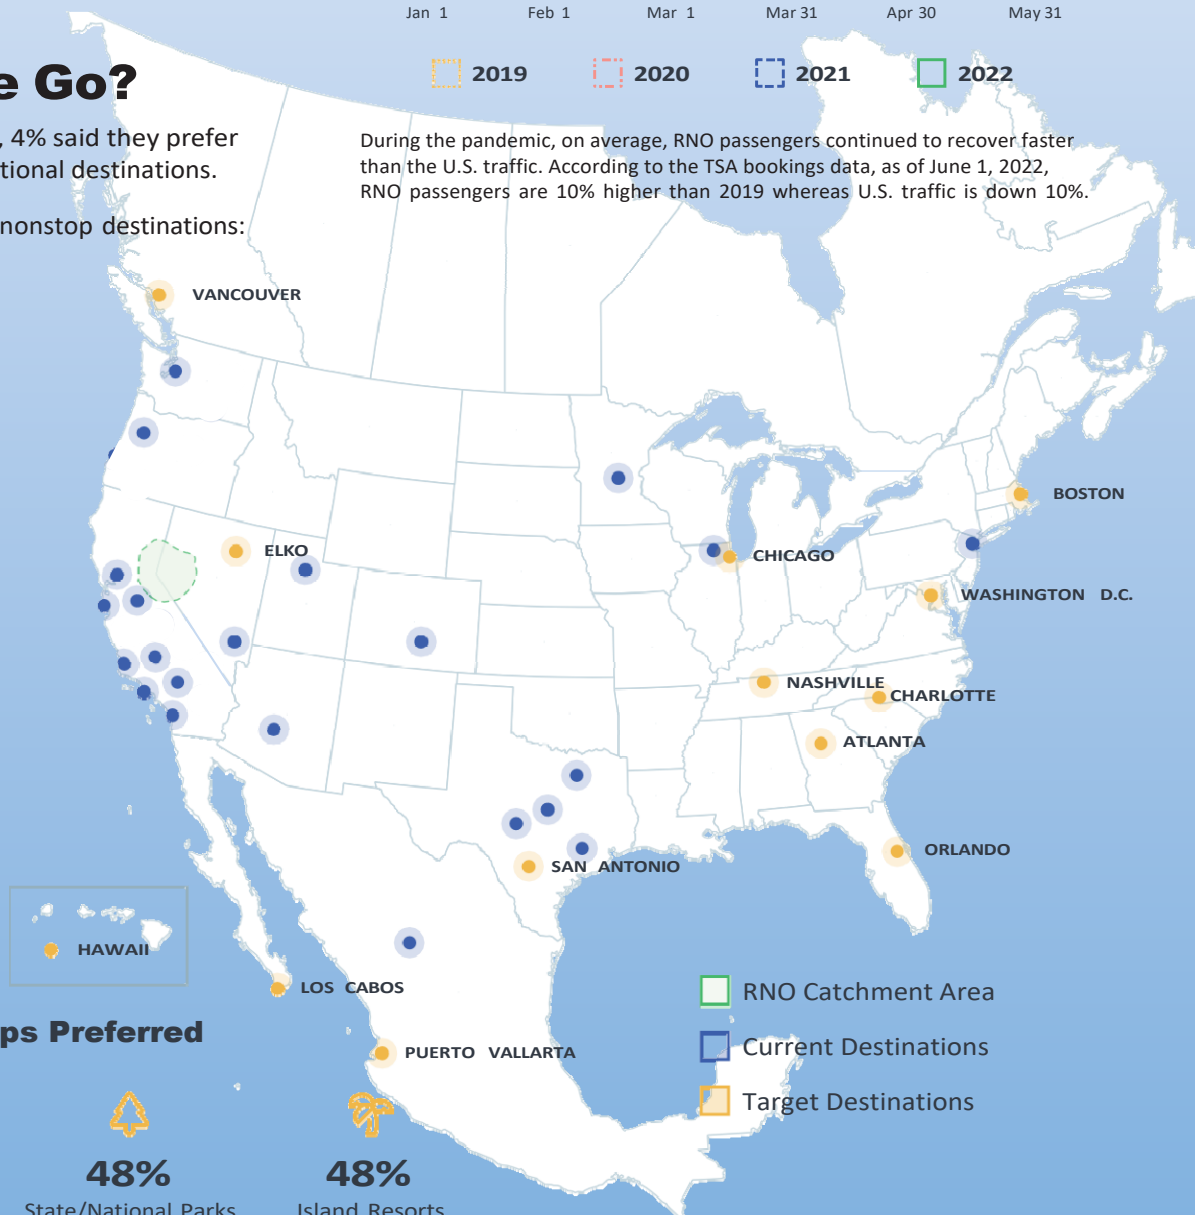 Jan 1 Feb 1 Mar 1 Mar 31 Apr 30 May 31
2019 2020 2021 2022
e Go?
, 4% said they prefer
tional destinations.
nonstop destinations:
During the pandemic, on average, RNO passengers continued to recover faster
than the U.S. traffic. According to the TSA bookings data, as of June 1, 2022,
RNO passengers are 10% higher than 2019 whereas U.S. traffic is down 10%.
VANCOUVER
BOSTON
ELKO
CHICAGO
WASHINGTON D.C.
NASHVILLE
CHARLOTTE
ATLANTA
ORLANDO
SAN ANTONIO
HAWAII
LOS CABOS
PUERTO VALLARTA
RNO Catchment Area
Current Destinations
Target Destinations
ps Preferred
48% 48%
State/National Parks Island Resorts